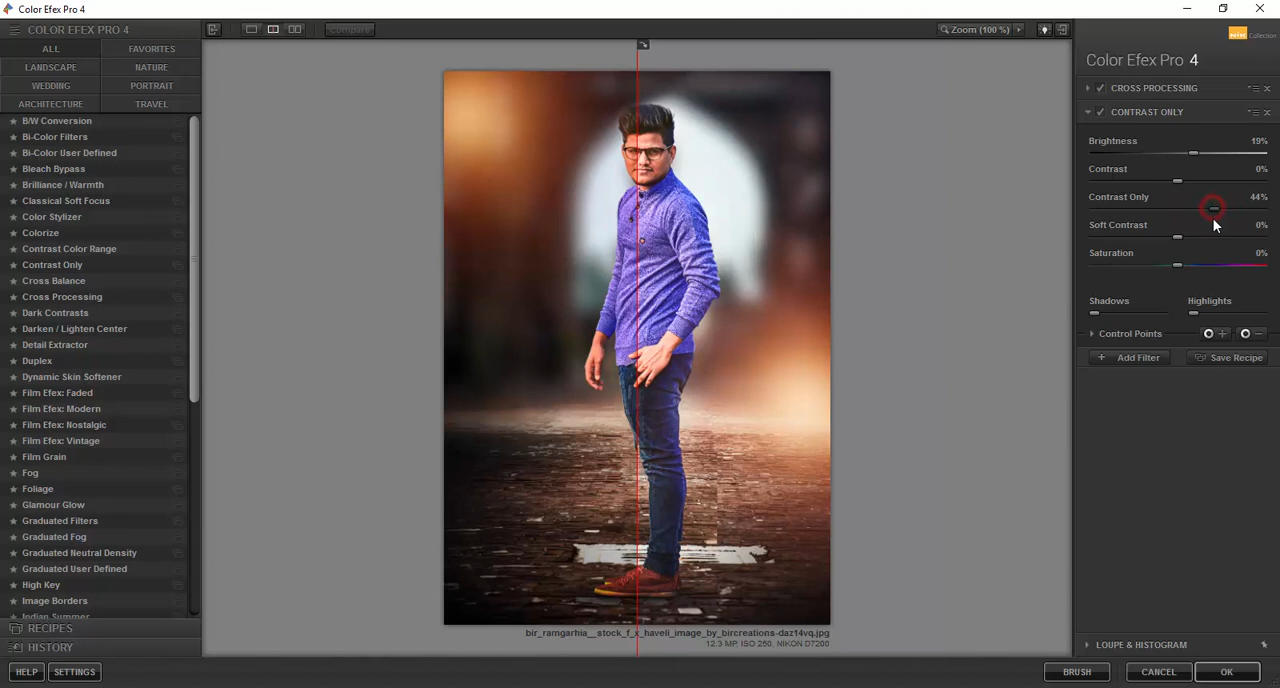 Color Efex Pro 4
COLOR EFEX PRO 4
Compare
Zoom (100 %)
Nik Collection
ALL
FAVORITES
LANDSCAPE
NATURE
WEDDING
PORTRAIT
ARCHITECTURE
TRAVEL
B/W Conversion
Bi-Color Filters
Bi-Color User Defined
Bleach Bypass
Brilliance / Warmth
Classical Soft Focus
Color Stylizer
Colorize
Contrast Color Range
Contrast Only
Cross Balance
Cross Processing
Dark Contrasts
Darken / Lighten Center
Detail Extractor
Duplex
Dynamic Skin Softener
Film Efex: Faded
Film Efex: Modern
Film Efex: Nostalgic
Film Efex: Vintage
Film Grain
Fog
Foliage
Glamour Glow
Graduated Filters
Graduated Fog
Graduated Neutral Density
Graduated User Defined
High Key
Image Borders
Indian Summer
RECIPES
HISTORY
HELP
SETTINGS
bir_ramgarhia__stock_f_x_haveli_image_by_bircreations-daz14vq.jpg
12.3 MP, ISO 250, NIKON D7200
Color Efex Pro 4
CROSS PROCESSING
CONTRAST ONLY
Brightness 19%
Contrast 0%
Contrast Only 44%
Soft Contrast 0%
Saturation 0%
Shadows Highlights
Control Points
Add Filter Save Recipe
LOUPE & HISTOGRAM
BRUSH CANCEL OK